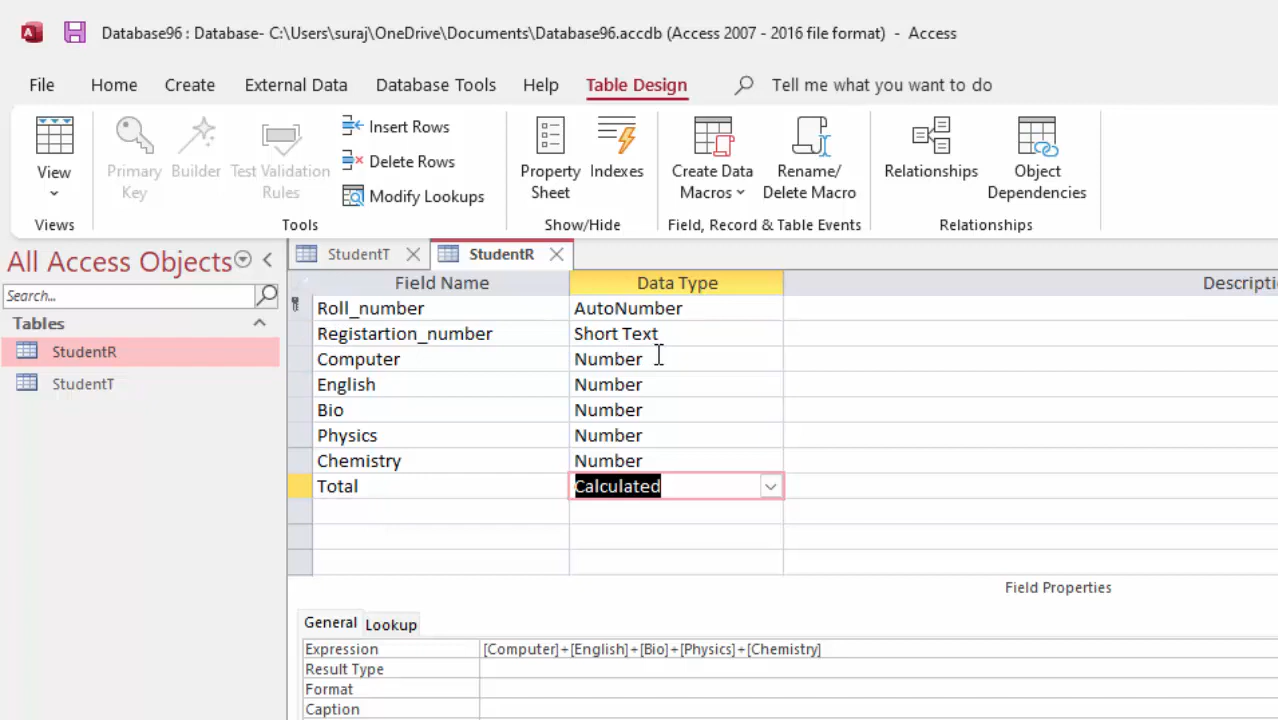 Database96 : Database- C:\Users\suraj\OneDrive\Documents\Database96.accdb (Access 2007 - 2016 file format) - Access
File Home Create External Data Database Tools Help Table Design Tell me what you want to do
View
Primary Key
Builder
Test Validation Rules
Insert Rows
Delete Rows
Modify Lookups
Property Sheet
Indexes
Create Data Macros
Rename/ Delete Macro
Relationships
Object Dependencies
Views Tools Show/Hide Field, Record & Table Events Relationships
All Access Objects
Search...
Tables
StudentR
StudentT
StudentT StudentR
Field Name Data Type Descripti
Roll_number AutoNumber
Registartion_number Short Text
Computer Number
English Number
Bio Number
Physics Number
Chemistry Number
Total Calculated
Field Properties
General Lookup
Expression [Computer]+[English]+[Bio]+[Physics]+[Chemistry]
Result Type
Format
Caption